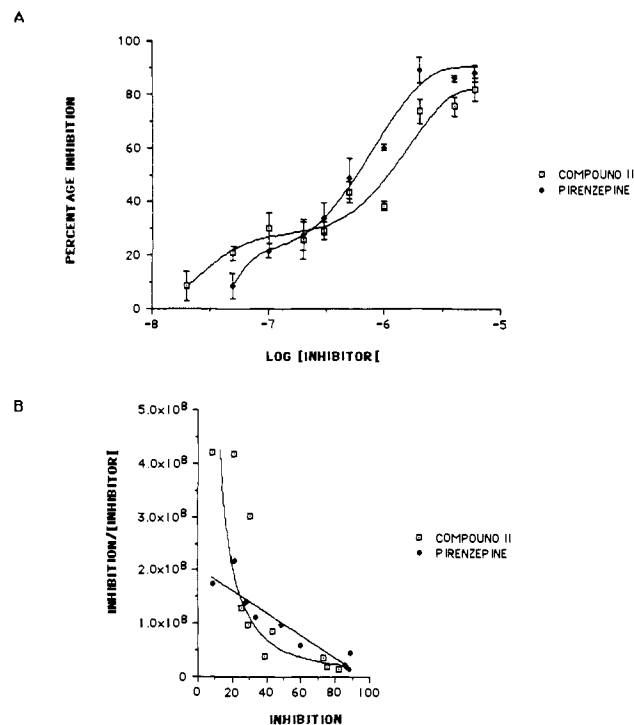 A
100
80
60
40
20
0
PERCENTAGE INHIBITION
-8 -7 -6 -5
LOG [INHIBITOR[
COMPOUND II
PIRENZEPINE
B
5.0x10⁸
4.0x10⁸
3.0x10⁸
2.0x10⁸
1.0x10⁸
0
INHIBITION/[INHIBITOR]
0 20 40 60 80 100
INHIBITION
COMPOUND II
PIRENZEPINE